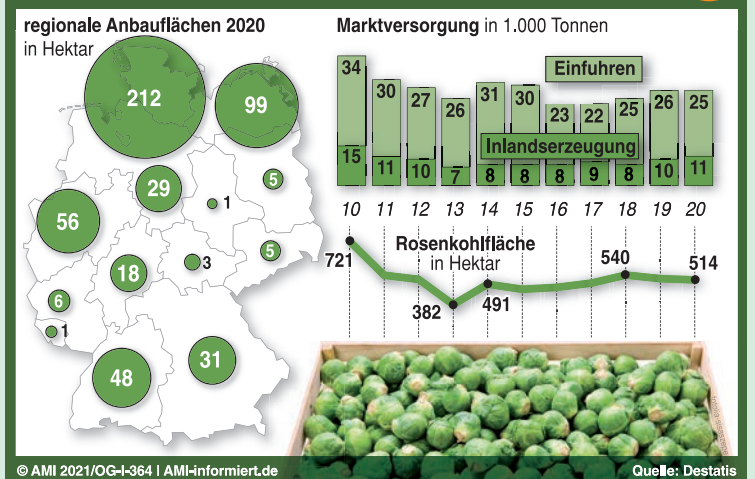 regionale Anbauflächen 2020
in Hektar
212
99
29
1
5
56
18
3
5
6
1
48
31
Marktversorgung in 1.000 Tonnen
34 30 27 26 31 30 23 22 25 26 25
Einfuhren
Inlandserzeugung
15 11 10 7 8 8 8 9 8 10 11
10 11 12 13 14 15 16 17 18 19 20
Rosenkohlfläche
in Hektar
721
382
491
540
514
© AMI 2021/OG-I-364 | AMI-informiert.de
Quelle: Destatis